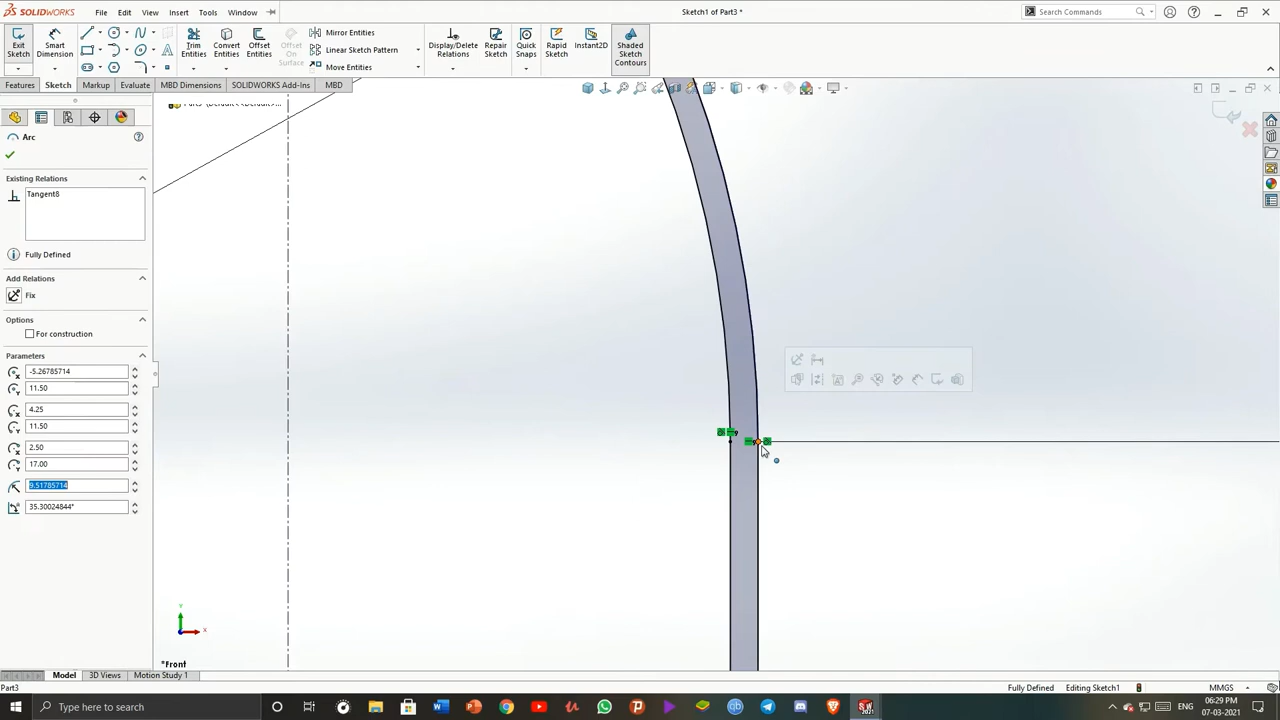 SOLIDWORKS
File
Edit
View
Insert
Tools
Window
Sketch1 of Part3 *
Search Commands
Exit Sketch
Smart Dimension
Trim Entities
Convert Entities
Offset Entities
Offset On Surface
Mirror Entities
Linear Sketch Pattern
Move Entities
Display/Delete Relations
Repair Sketch
Quick Snaps
Rapid Sketch
Instant2D
Shaded Sketch Contours
Features
Sketch
Markup
Evaluate
MBD Dimensions
SOLIDWORKS Add-Ins
MBD
Arc
Existing Relations
Tangent8
Fully Defined
Add Relations
Fix
Options
For construction
Parameters
-5.26785714
11.50
4.25
11.50
2.50
17.00
9.51785714
35.30024844°
Y
X
*Front
Model
3D Views
Motion Study 1
Part3
Fully Defined
Editing Sketch1
MMGS
Type here to search
ENG
06:29 PM
07-03-2021